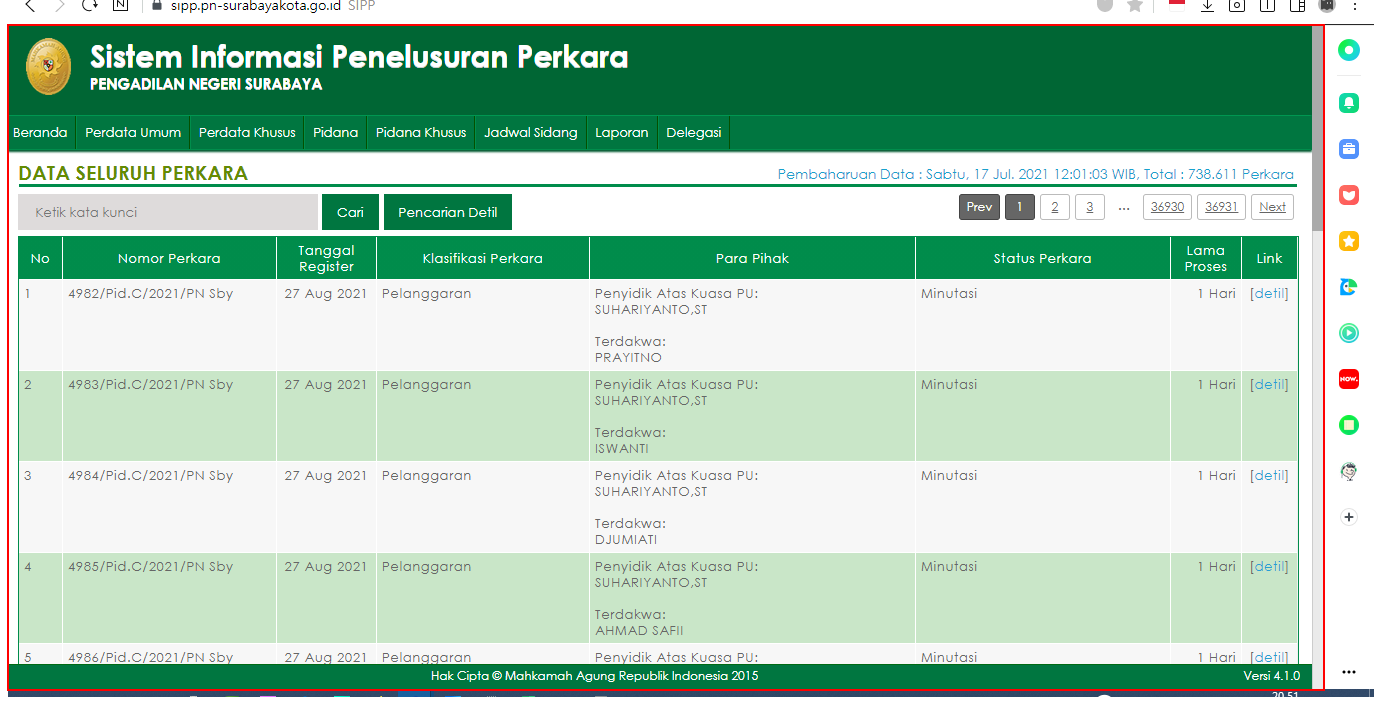 sipp.pn-surabayakota.go.id SIPP
Sistem Informasi Penelusuran Perkara
PENGADILAN NEGERI SURABAYA
Beranda Perdata Umum Perdata Khusus Pidana Pidana Khusus Jadwal Sidang Laporan Delegasi
DATA SELURUH PERKARA
Pembaharuan Data : Sabtu, 17 Jul. 2021 12:01:03 WIB, Total : 738.611 Perkara
Ketik kata kunci Cari Pencarian Detil
Prev 1 2 3 ... 36930 36931 Next
No Nomor Perkara Tanggal Register Klasifikasi Perkara Para Pihak Status Perkara Lama Proses Link
1 4982/Pid.C/2021/PN Sby 27 Aug 2021 Pelanggaran Penyidik Atas Kuasa PU: Minutasi 1 Hari [detil]
SUHARIYANTO,ST
Terdakwa:
PRAYITNO
2 4983/Pid.C/2021/PN Sby 27 Aug 2021 Pelanggaran Penyidik Atas Kuasa PU: Minutasi 1 Hari [detil]
SUHARIYANTO,ST
Terdakwa:
ISWANTI
3 4984/Pid.C/2021/PN Sby 27 Aug 2021 Pelanggaran Penyidik Atas Kuasa PU: Minutasi 1 Hari [detil]
SUHARIYANTO,ST
Terdakwa:
DJUMIATI
4 4985/Pid.C/2021/PN Sby 27 Aug 2021 Pelanggaran Penyidik Atas Kuasa PU: Minutasi 1 Hari [detil]
SUHARIYANTO,ST
Terdakwa:
AHMAD SAFII
5 4986/Pid.C/2021/PN Sby 27 Aug 2021 Pelanggaran Penyidik Atas Kuasa PU: Minutasi 1 Hari [detil]
Hak Cipta © Mahkamah Agung Republik Indonesia 2015
Versi 4.1.0
NOW.
20:51